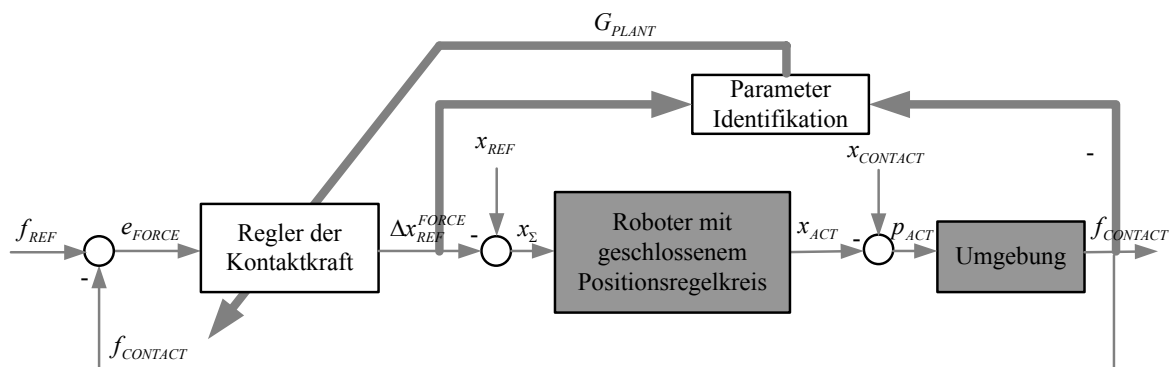 G_PLANT
Parameter
Identifikation
x_REF
x_CONTACT
-
f_REF
e_FORCE
Regler der
Kontaktkraft
Δx_REF^FORCE
-
x_Σ
Roboter mit
geschlossenem
Positionsregelkreis
x_ACT
-
p_ACT
Umgebung
f_CONTACT
-
f_CONTACT